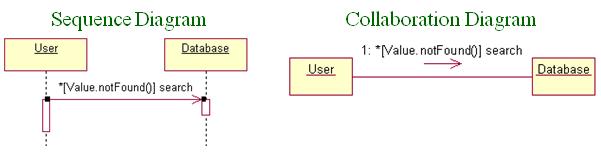 Sequence Diagram
User
Database
*[Value.notFound()] search
Collaboration Diagram
1: *[Value.notFound()] search
User
Database